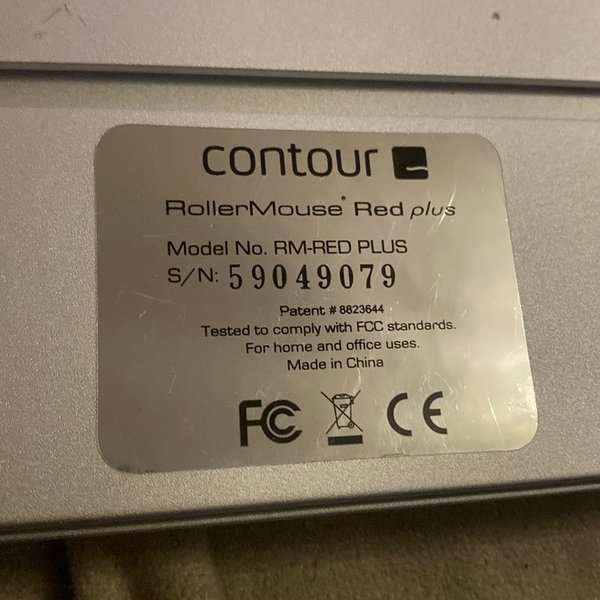 contour
RollerMouse® Red plus
Model No. RM-RED PLUS
S/N: 59049079
Patent # 8823644
Tested to comply with FCC standards.
For home and office uses.
Made in China
FC CE